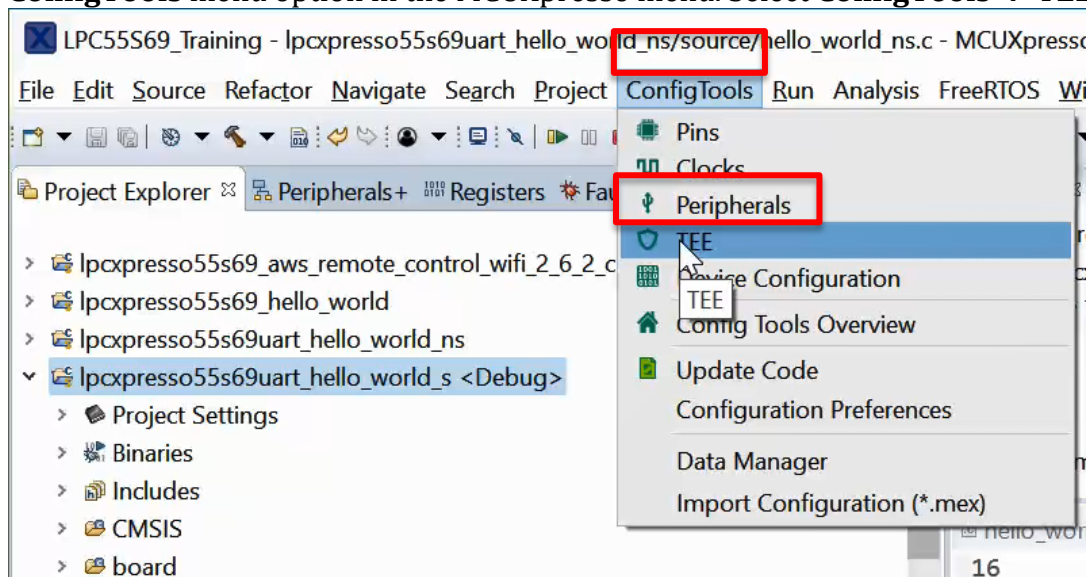 LPC55S69_Training - lpcxpresso55s69uart_hello_world_ns/source/hello_world_ns.c - MCUXpresso
File Edit Source Refactor Navigate Search Project ConfigTools Run Analysis FreeRTOS
Project Explorer Peripherals+ Registers
Pins
Clocks
Peripherals
TEE
Device Configuration
TEE
Config Tools Overview
Update Code
Configuration Preferences
Data Manager
Import Configuration (*.mex)
lpcxpresso55s69_aws_remote_control_wifi_2_6_2_c
lpcxpresso55s69_hello_world
lpcxpresso55s69uart_hello_world_ns
lpcxpresso55s69uart_hello_world_s <Debug>
Project Settings
Binaries
Includes
CMSIS
board
16